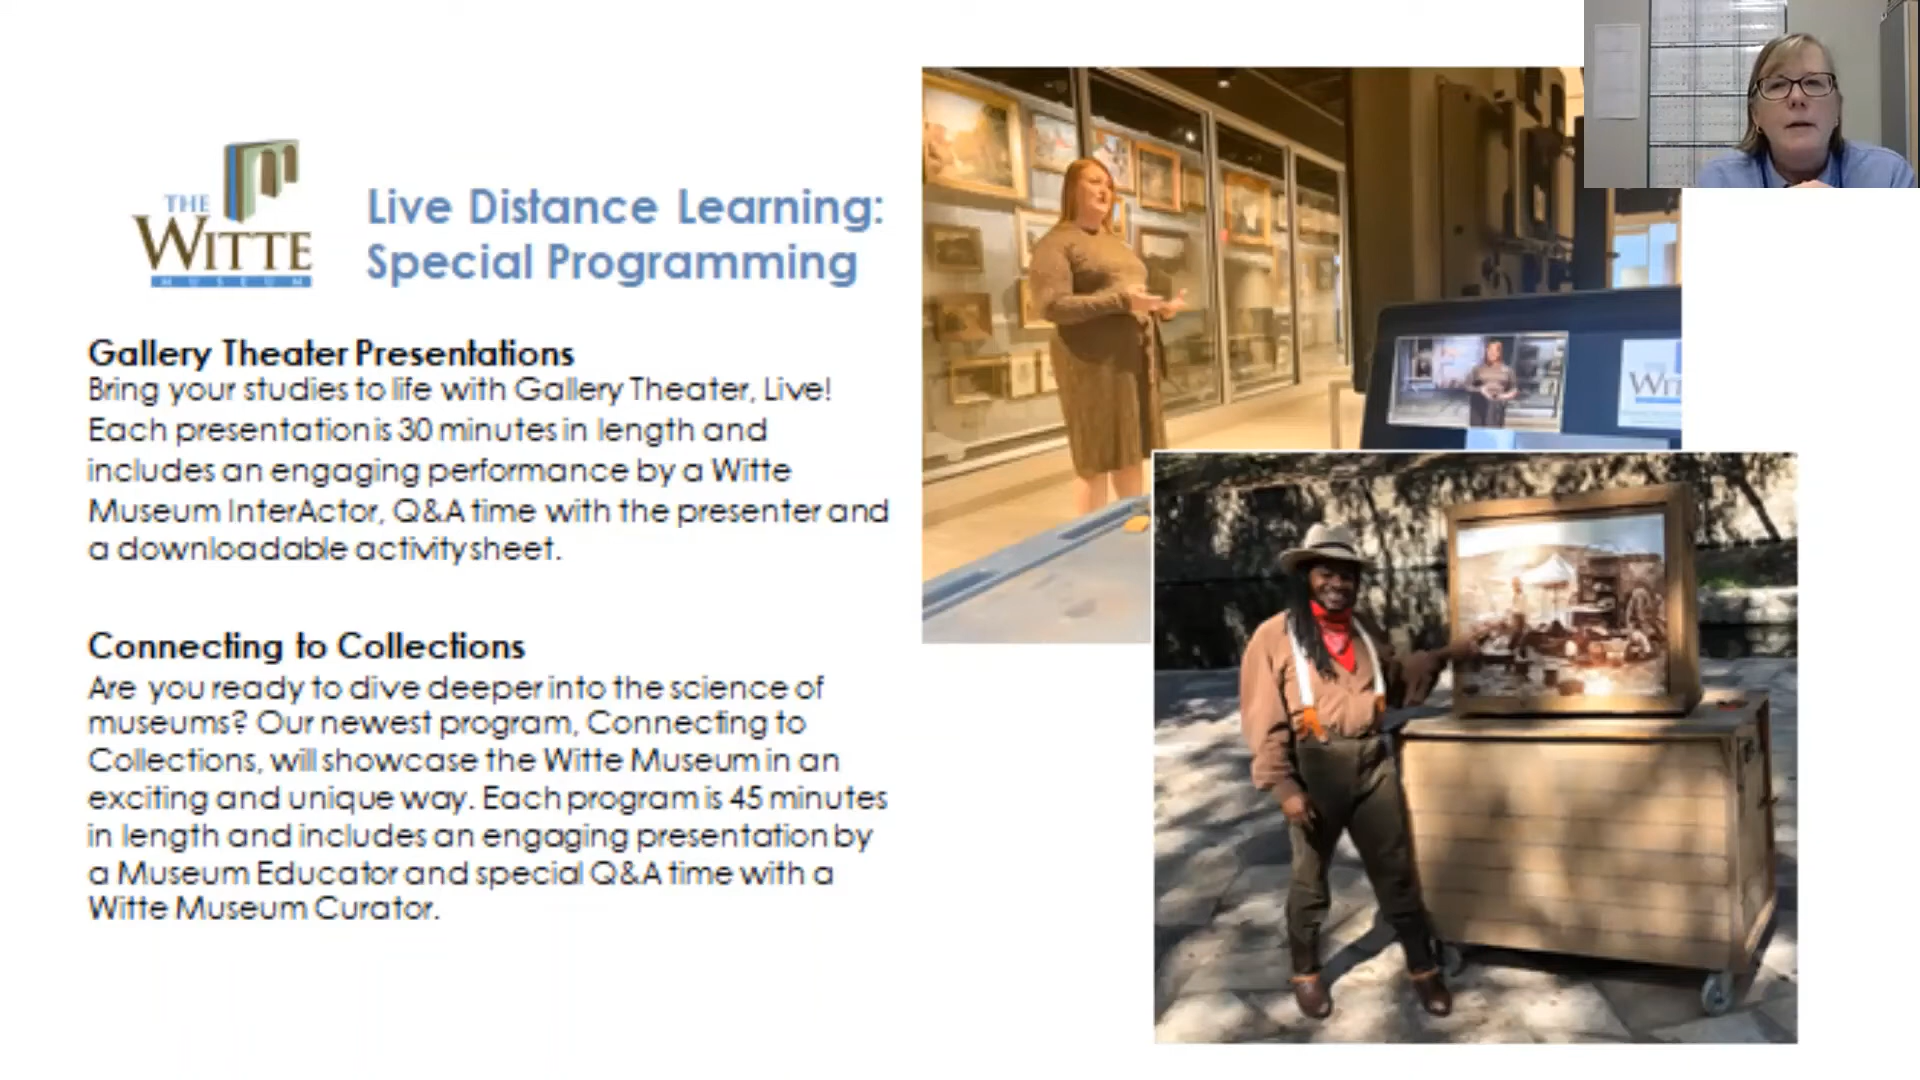 THE
WITTE
MUSEUM
Live Distance Learning:
Special Programming
Gallery Theater Presentations
Bring your studies to life with Gallery Theater, Live!
Each presentation is 30 minutes in length and
includes an engaging performance by a Witte
Museum InterActor, Q&A time with the presenter and
a downloadable activity sheet.
Connecting to Collections
Are you ready to dive deeper into the science of
museums? Our newest program, Connecting to
Collections, will showcase the Witte Museum in an
exciting and unique way. Each program is 45 minutes
in length and includes an engaging presentation by
a Museum Educator and special Q&A time with a
Witte Museum Curator.